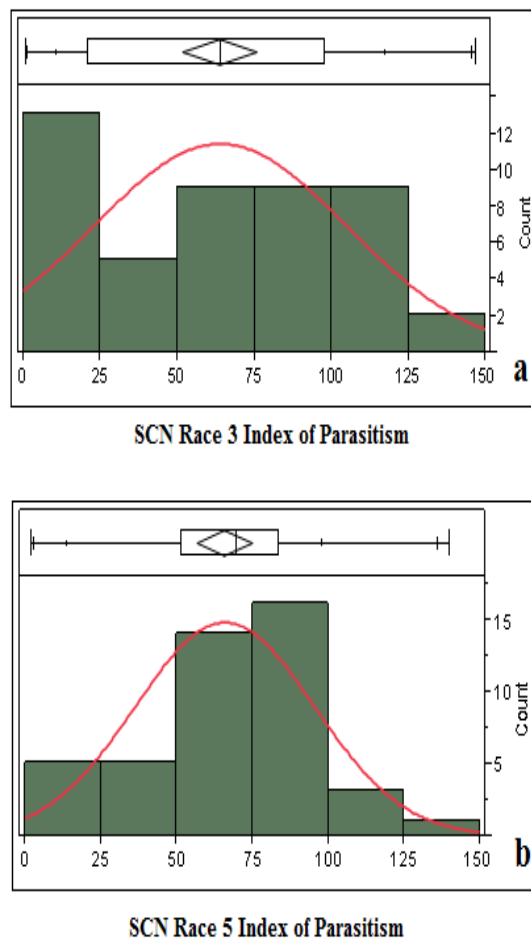 12
10
8
6
4
2
Count
0 25 50 75 100 125 150
a
SCN Race 3 Index of Parasitism
15
10
5
Count
0 25 50 75 100 125 150
b
SCN Race 5 Index of Parasitism